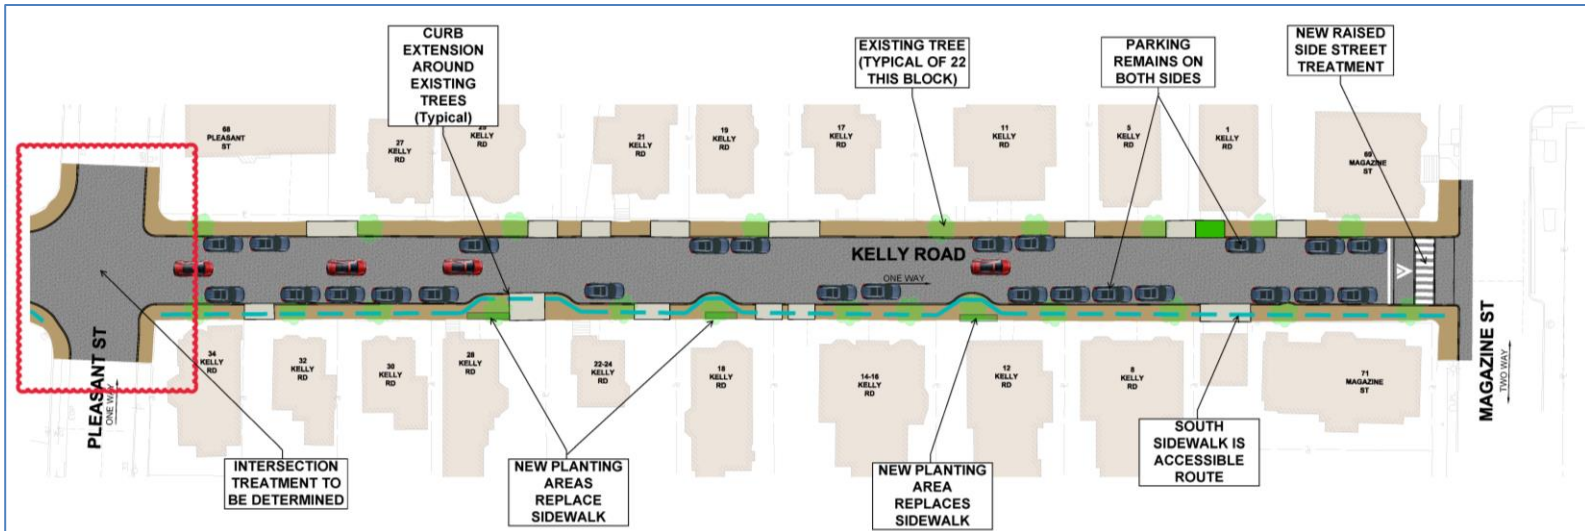 CURB
EXTENSION
AROUND
EXISTING
TREES
(Typical)
EXISTING TREE
(TYPICAL OF 22
THIS BLOCK)
PARKING
REMAINS ON
BOTH SIDES
NEW RAISED
SIDE STREET
TREATMENT
68
PLEASANT
ST
27
KELLY
RD
25
KELLY
RD
21
KELLY
RD
19
KELLY
RD
17
KELLY
RD
11
KELLY
RD
5
KELLY
RD
1
KELLY
RD
69
MAGAZINE
ST
KELLY ROAD
ONE WAY
PLEASANT ST
ONE WAY
MAGAZINE ST
TWO WAY
34
KELLY
RD
32
KELLY
RD
30
KELLY
RD
28
KELLY
RD
22-24
KELLY
RD
18
KELLY
RD
14-16
KELLY
RD
12
KELLY
RD
8
KELLY
RD
71
MAGAZINE
ST
INTERSECTION
TREATMENT TO
BE DETERMINED
NEW PLANTING
AREAS
REPLACE
SIDEWALK
NEW PLANTING
AREA
REPLACES
SIDEWALK
SOUTH
SIDEWALK IS
ACCESSIBLE
ROUTE